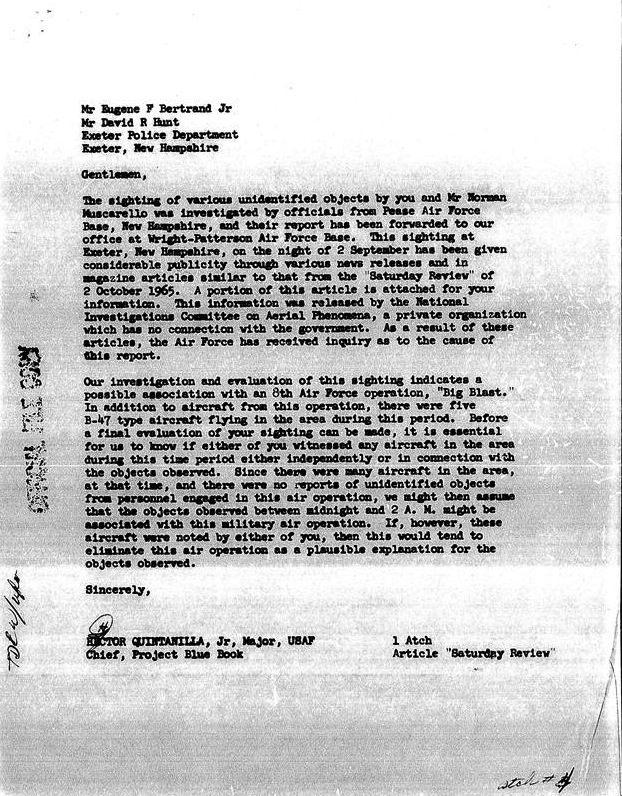 Mr Eugene F Bertrand Jr
Mr David R Hunt
Exeter Police Department
Exeter, New Hampshire
Gentlemen,
The sighting of various unidentified objects by you and Mr Norman
Muscarello was investigated by officials from Pease Air Force
Base, New Hampshire, and their report has been forwarded to our
office at Wright-Patterson Air Force Base. This sighting at
Exeter, New Hampshire, on the night of 2 September has been given
considerable publicity through various news releases and in
magazine articles similar to that from the "Saturday Review" of
2 October 1965. A portion of this article is attached for your
information. This information was released by the National
Investigations Committee on Aerial Phenomena, a private organization
which has no connection with the government. As a result of these
articles, the Air Force has received inquiry as to the cause of
this report.
Our investigation and evaluation of this sighting indicates a
possible association with an 8th Air Force operation, "Big Blast."
In addition to aircraft from this operation, there were five
B-47 type aircraft flying in the area during this period. Before
a final evaluation of your sighting can be made, it is essential
for us to know if either of you witnessed any aircraft in the area
during this time period either independently or in connection with
the objects observed. Since there were many aircraft in the area,
at that time, and there were no reports of unidentified objects
from personnel engaged in this air operation, we might then assume
that the objects observed between midnight and 2 A. M. might be
associated with this military air operation. If, however, these
aircraft were noted by either of you, then this would tend to
eliminate this air operation as a plausible explanation for the
objects observed.
Sincerely,
HECTOR QUINTANILLA, Jr, Major, USAF
Chief, Project Blue Book
1 Atch
Article "Saturday Review"
atch #